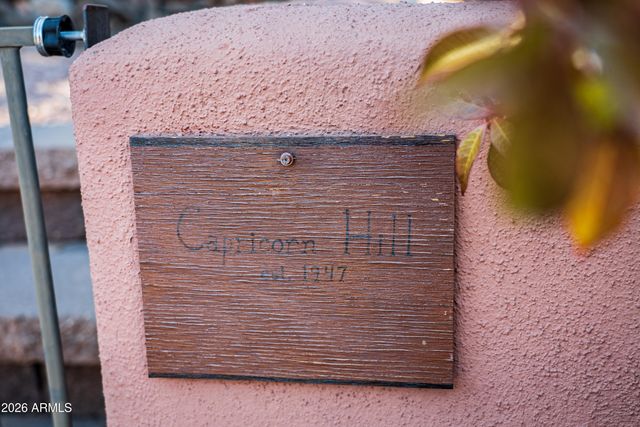 Capricorn Hill
est. 1947
2026 ARMLS